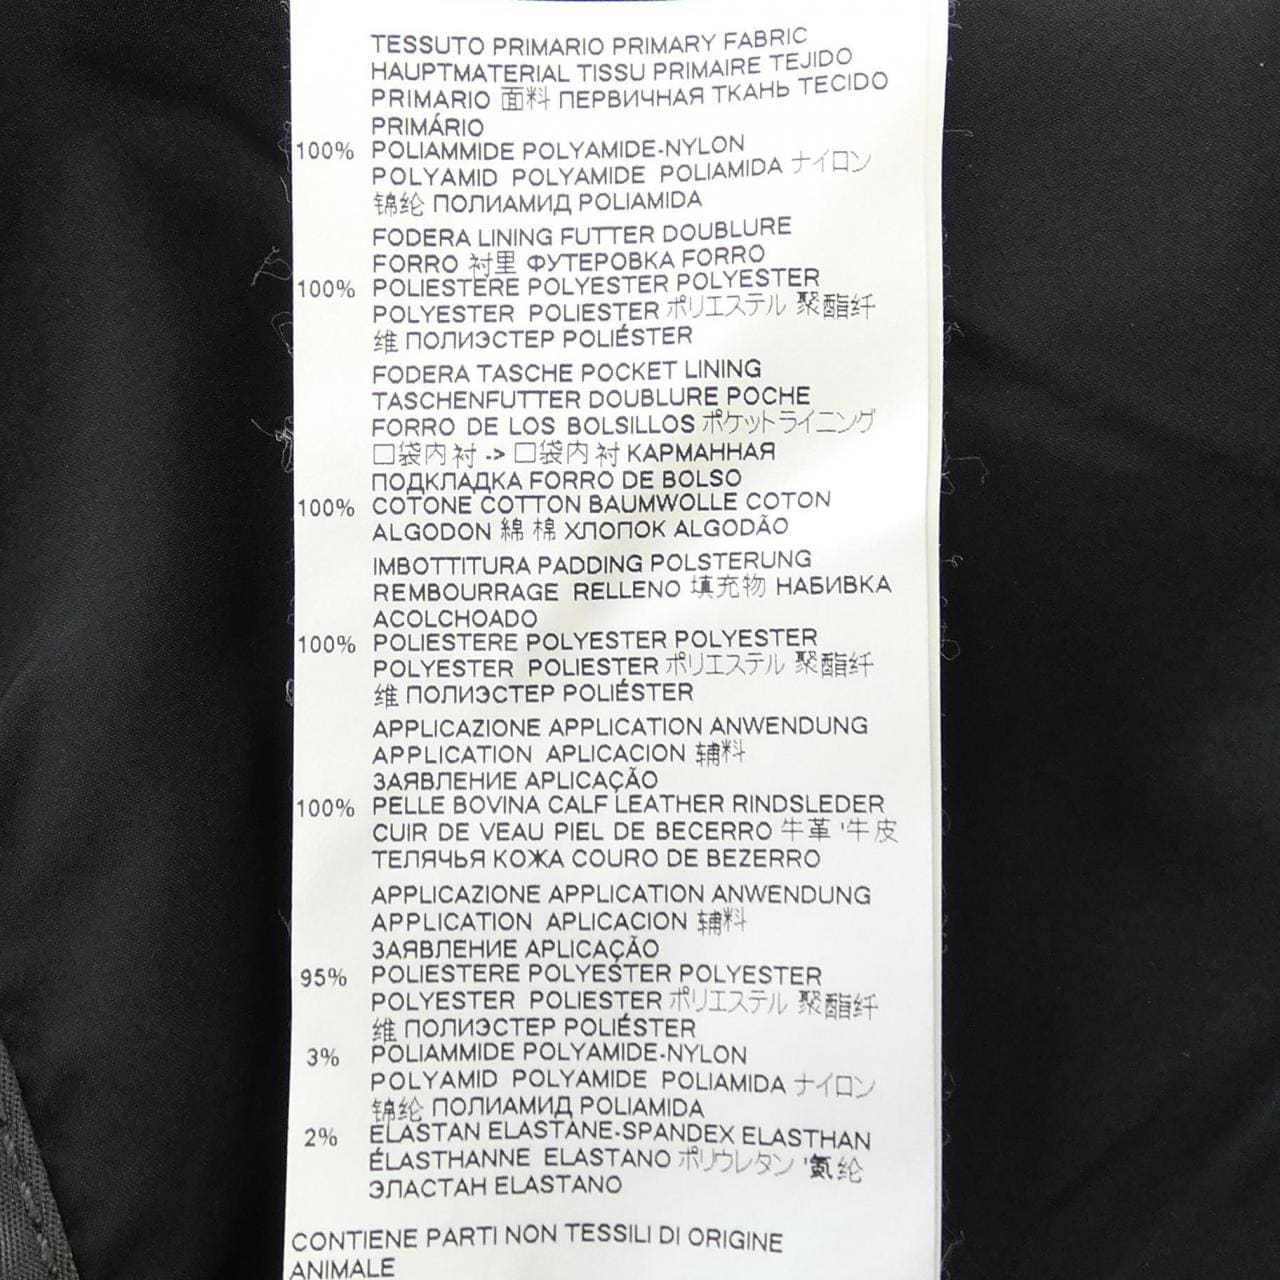 TESSUTO PRIMARIO PRIMARY FABRIC
HAUPTMATERIAL TISSU PRIMAIRE TEJIDO
PRIMARIO 面料 ПЕРВИЧНАЯ ТКАНЬ TECIDO
PRIMÁRIO
100% POLIAMMIDE POLYAMIDE-NYLON
POLYAMID POLYAMIDE POLIAMIDA ナイロン
锦纶 ПОЛИАМИД POLIAMIDA
FODERA LINING FUTTER DOUBLURE
FORRO 衬里 ФУТЕРОВКА FORRO
100% POLIESTERE POLYESTER POLYESTER
POLYESTER POLIESTER ポリエステル 聚酯纤
维 ПОЛИЭСТЕР POLIÉSTER
FODERA TASCHE POCKET LINING
TASCHENFUTTER DOUBLURE POCHE
FORRO DE LOS BOLSILLOS ポケットライニング
口袋内衬 -> 口袋内衬 КАРМАННАЯ
ПОДКЛАДКА FORRO DE BOLSO
100% COTONE COTTON BAUMWOLLE COTON
ALGODON 綿 棉 ХЛОПОК ALGODÃO
IMBOTTITURA PADDING POLSTERUNG
REMBOURRAGE RELLENO 填充物 НАБИВКА
ACOLCHOADO
100% POLIESTERE POLYESTER POLYESTER
POLYESTER POLIESTER ポリエステル 聚酯纤
维 ПОЛИЭСТЕР POLIÉSTER
APPLICAZIONE APPLICATION ANWENDUNG
APPLICATION APLICACION 辅料
ЗАЯВЛЕНИЕ APLICAÇÃO
100% PELLE BOVINA CALF LEATHER RINDSLEDER
CUIR DE VEAU PIEL DE BECERRO 牛革 '牛皮
ТЕЛЯЧЬЯ КОЖА COURO DE BEZERRO
APPLICAZIONE APPLICATION ANWENDUNG
APPLICATION APLICACION 辅料
ЗАЯВЛЕНИЕ APLICAÇÃO
95% POLIESTERE POLYESTER POLYESTER
POLYESTER POLIESTER ポリエステル 聚酯纤
维 ПОЛИЭСТЕР POLIÉSTER
3% POLIAMMIDE POLYAMIDE-NYLON
POLYAMID POLYAMIDE POLIAMIDA ナイロン
锦纶 ПОЛИАМИД POLIAMIDA
2% ELASTAN ELASTANE-SPANDEX ELASTHAN
ÉLASTHANNE ELASTANO ポリウレタン '氨纶
ЭЛАСТАН ELASTANO
CONTIENE PARTI NON TESSILI DI ORIGINE
ANIMALE